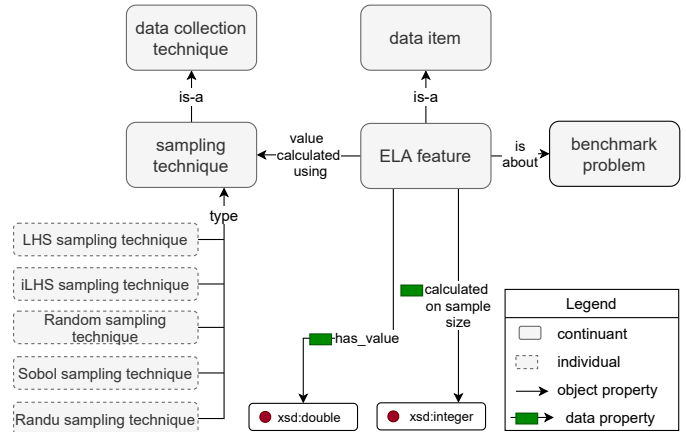 data collection
technique
data item
is-a
is-a
sampling
technique
value
calculated
using
ELA feature
is
about
benchmark
problem
type
LHS sampling technique
iLHS sampling technique
Random sampling
technique
Sobol sampling technique
Randu sampling technique
calculated
on sample
size
has_value
xsd:double
xsd:integer
Legend
continuant
individual
object property
data property